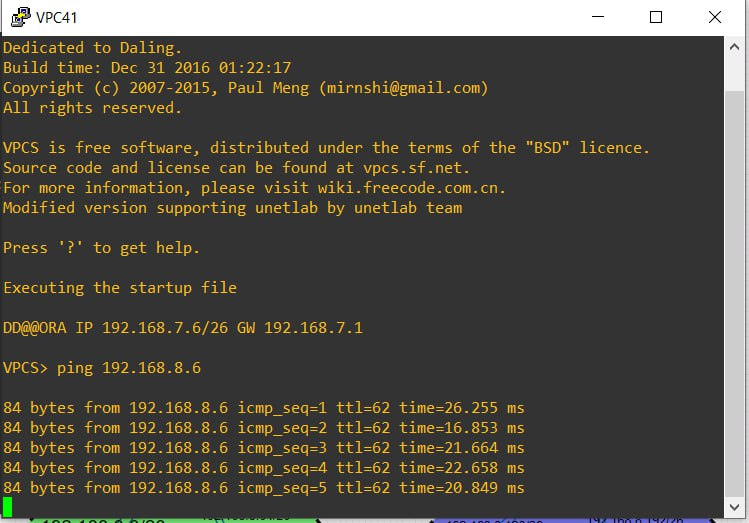 VPC41
Dedicated to Daling.
Build time: Dec 31 2016 01:22:17
Copyright (c) 2007-2015, Paul Meng (mirnshi@gmail.com)
All rights reserved.
VPCS is free software, distributed under the terms of the "BSD" licence.
Source code and license can be found at vpcs.sf.net.
For more information, please visit wiki.freecode.com.cn.
Modified version supporting unetlab by unetlab team
Press '?' to get help.
Executing the startup file
DD@@ORA IP 192.168.7.6/26 GW 192.168.7.1
VPCS> ping 192.168.8.6
84 bytes from 192.168.8.6 icmp_seq=1 ttl=62 time=26.255 ms
84 bytes from 192.168.8.6 icmp_seq=2 ttl=62 time=16.853 ms
84 bytes from 192.168.8.6 icmp_seq=3 ttl=62 time=21.664 ms
84 bytes from 192.168.8.6 icmp_seq=4 ttl=62 time=22.658 ms
84 bytes from 192.168.8.6 icmp_seq=5 ttl=62 time=20.849 ms